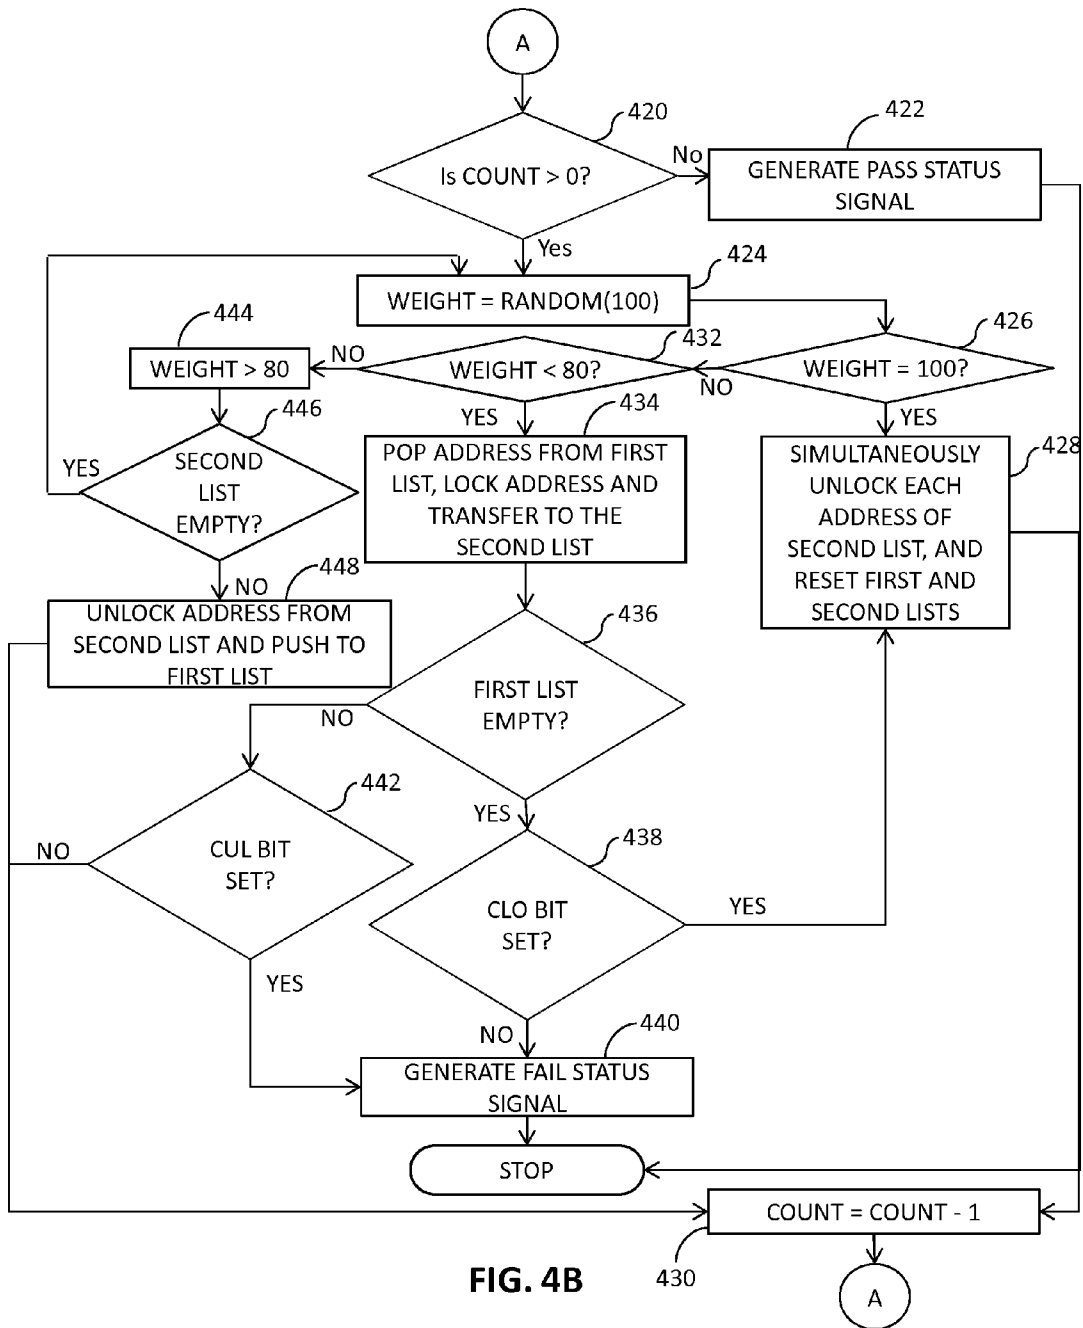 A
420
Is COUNT > 0?
No
422
GENERATE PASS STATUS
SIGNAL
Yes
424
WEIGHT = RANDOM(100)
426
WEIGHT = 100?
NO
432
WEIGHT < 80?
NO
444
WEIGHT > 80
446
SECOND
LIST
EMPTY?
YES
NO
448
UNLOCK ADDRESS FROM
SECOND LIST AND PUSH TO
FIRST LIST
YES
434
POP ADDRESS FROM FIRST
LIST, LOCK ADDRESS AND
TRANSFER TO THE
SECOND LIST
YES
428
SIMULTANEOUSLY
UNLOCK EACH
ADDRESS OF
SECOND LIST, AND
RESET FIRST AND
SECOND LISTS
436
FIRST LIST
EMPTY?
NO
YES
442
CUL BIT
SET?
NO
YES
438
CLO BIT
SET?
YES
NO
440
GENERATE FAIL STATUS
SIGNAL
STOP
COUNT = COUNT - 1
430
A
FIG. 4B